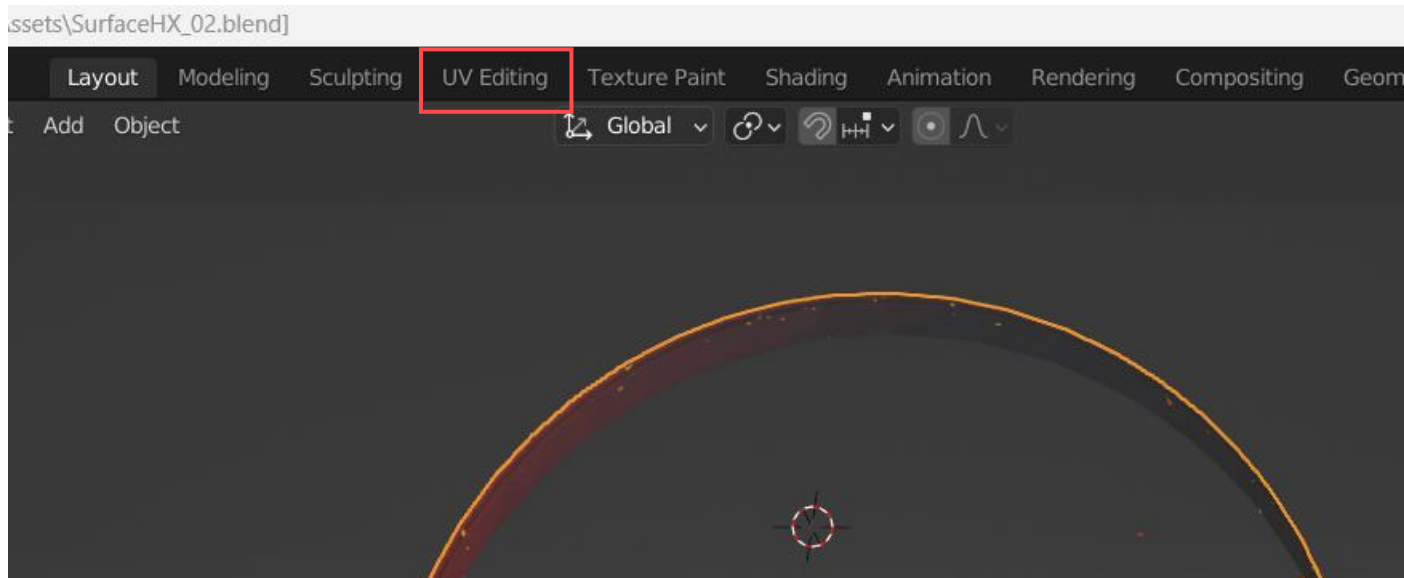 ssets\SurfaceHX_02.blend]
Layout Modeling Sculpting UV Editing Texture Paint Shading Animation Rendering Compositing Geom
t Add Object Global